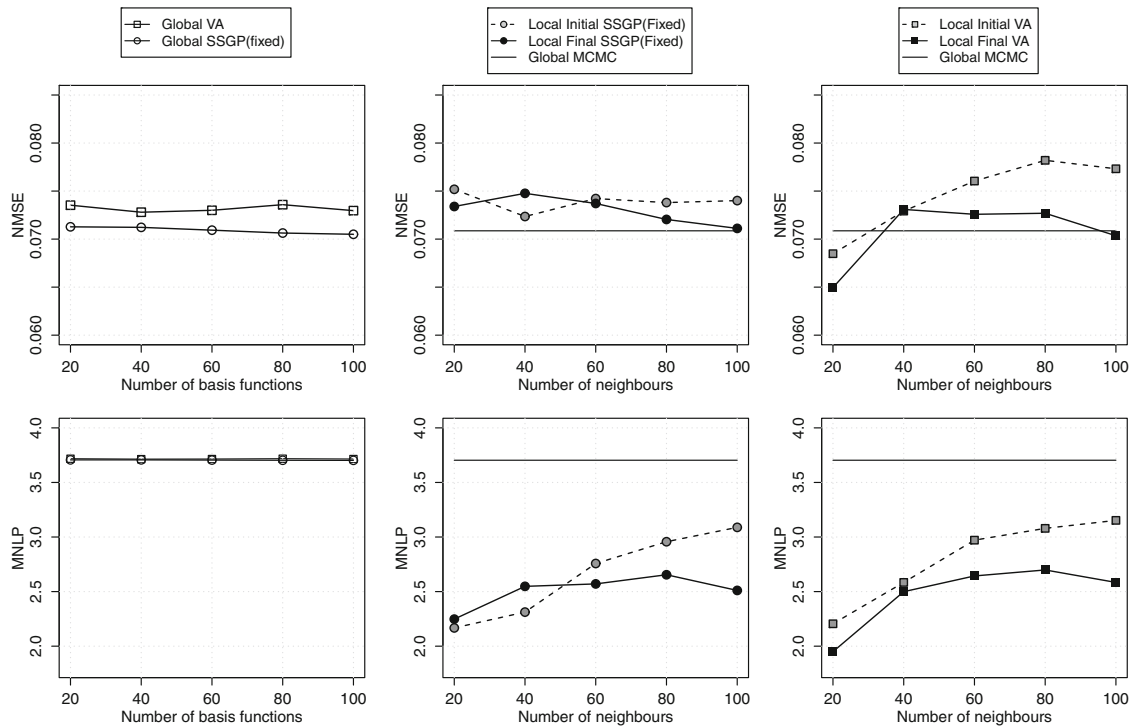 Global VA
Global SSGP(fixed)
Local Initial SSGP(Fixed)
Local Final SSGP(Fixed)
Global MCMC
Local Initial VA
Local Final VA
Global MCMC
NMSE
0.060
0.070
0.080
20 40 60 80 100
Number of basis functions
NMSE
0.060
0.070
0.080
20 40 60 80 100
Number of neighbours
NMSE
0.060
0.070
0.080
20 40 60 80 100
Number of neighbours
MNLP
2.0
2.5
3.0
3.5
4.0
20 40 60 80 100
Number of basis functions
MNLP
2.0
2.5
3.0
3.5
4.0
20 40 60 80 100
Number of neighbours
MNLP
2.0
2.5
3.0
3.5
4.0
20 40 60 80 100
Number of neighbours